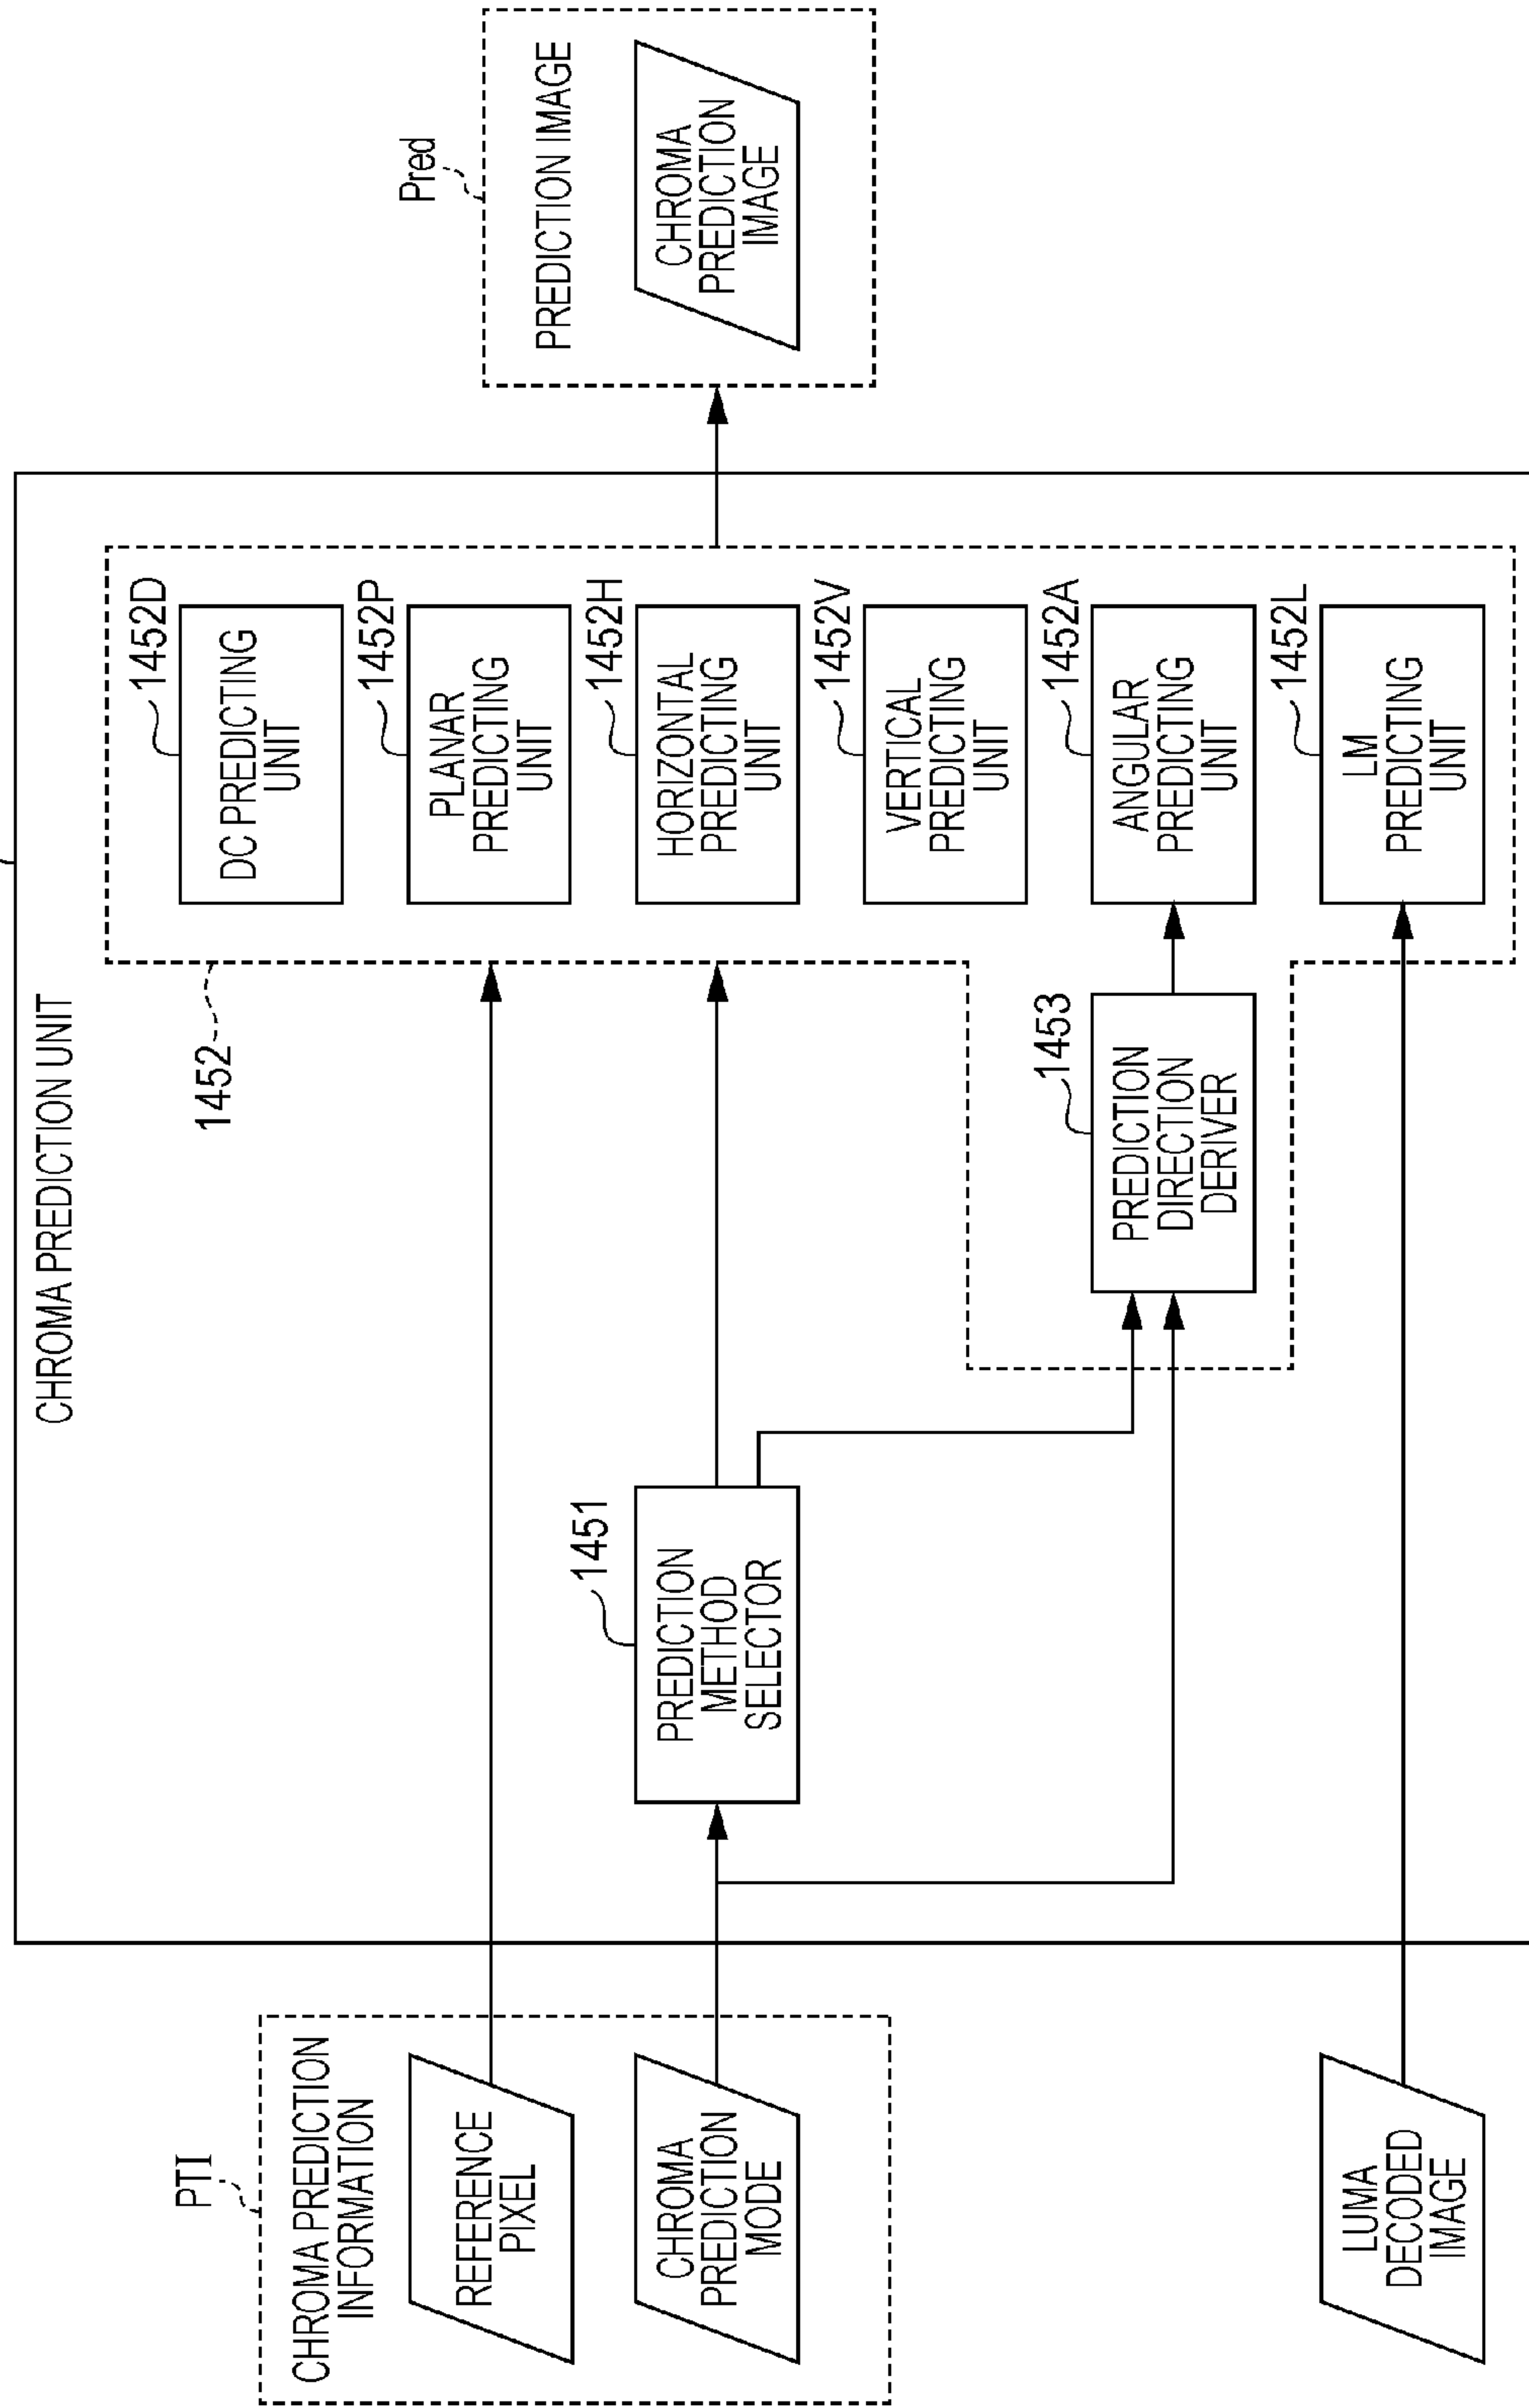 CHROMA PREDICTION UNIT
PTI
CHROMA PREDICTION
INFORMATION
REFERENCE
PIXEL
CHROMA
PREDICTION
MODE
LUMA
DECODED
IMAGE
1451
PREDICTION
METHOD
SELECTOR
1452
1453
PREDICTION
DIRECTION
DERIVER
1452D
DC PREDICTING
UNIT
1452P
PLANAR
PREDICTING
UNIT
1452H
HORIZONTAL
PREDICTING
UNIT
1452V
VERTICAL
PREDICTING
UNIT
1452A
ANGULAR
PREDICTING
UNIT
1452L
LM
PREDICTING
UNIT
Pred
PREDICTION IMAGE
CHROMA
PREDICTION
IMAGE